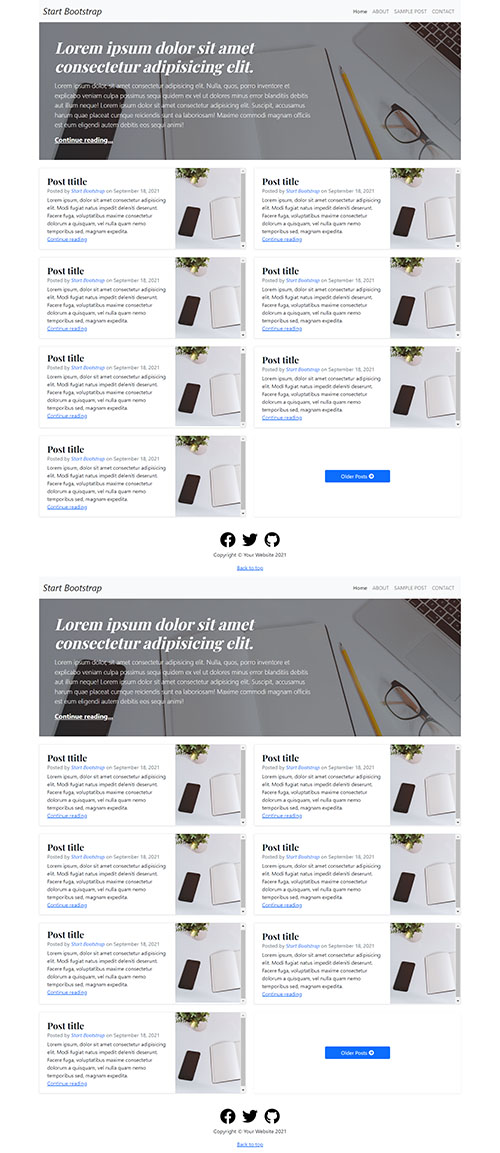 Start Bootstrap
Home ABOUT SAMPLE POST CONTACT
Lorem ipsum dolor sit amet
consectetur adipisicing elit.
Lorem ipsum dolor sit amet consectetur adipisicing elit. Nulla, quos, porro inventore et
explicabo veniam culpa possimus sequi quidem ex vel ut dolores minus error blanditiis debitis
aut illum neque! Lorem ipsum dolor sit amet consectetur adipisicing elit. Suscipit, accusamus
harum quae placeat cumque reiciendis sunt ea laboriosam! Maxime commodi magnam officiis
est eum eligendi autem debitis eos sequi animi!
Continue reading...
Post ttitle
Posted by Start Bootstrap on September 18, 2021
Lorem ipsum, dolor sit amet consectetur adipisicing
elit. Modi fugiat natus impedit deleniti deserunt.
Facere fuga, voluptatibus maxime consectetur
dolorum a quisquam, vel nulla quam nemo
temporibus sed, magnam expedita.
Continue reading
Post title
Posted by Start Bootstrap on September 18, 2021
Lorem ipsum, dolor sit amet consectetur adipisicing
elit. Modi fugiat natus impedit deleniti deserunt.
Facere fuga, voluptatibus maxime consectetur
dolorum a quisquam, vel nulla quam nemo
temporibus sed, magnam expedita.
Continue reading
Post title
Posted by Start Bootstrap on September 18, 2021
Lorem ipsum, dolor sit amet consectetur adipisicing
elit. Modi fugiat natus impedit deleniti deserunt.
Facere fuga, voluptatibus maxime consectetur
dolorum a quisquam, vel nulla quam nemo
temporibus sed, magnam expedita.
Continue reading
Post title
Posted by Start Bootstrap on September 18, 2021
Lorem ipsum, dolor sit amet consectetur adipisicing
elit. Modi fugiat natus impedit deleniti deserunt.
Facere fuga, voluptatibus maxime consectetur
dolorum a quisquam, vel nulla quam nemo
temporibus sed, magnam expedita.
Continue reading
Post title
Posted by Start Bootstrap on September 18, 2021
Lorem ipsum, dolor sit amet consectetur adipisicing
elit. Modi fugiat natus impedit deleniti deserunt.
Facere fuga, voluptatibus maxime consectetur
dolorum a quisquam, vel nulla quam nemo
temporibus sed, magnam expedita.
Continue reading
Post title
Posted by Start Bootstrap on September 18, 2021
Lorem ipsum, dolor sit amet consectetur adipisicing
elit. Modi fugiat natus impedit deleniti deserunt.
Facere fuga, voluptatibus maxime consectetur
dolorum a quisquam, vel nulla quam nemo
temporibus sed, magnam expedita.
Continue reading
Post title
Posted by Start Bootstrap on September 18, 2021
Lorem ipsum, dolor sit amet consectetur adipisicing
elit. Modi fugiat natus impedit deleniti deserunt.
Facere fuga, voluptatibus maxime consectetur
dolorum a quisquam, vel nulla quam nemo
temporibus sed, magnam expedita.
Continue reading
Older Posts
Copyright © Your Website 2021
Back to top
Start Bootstrap
Home ABOUT SAMPLE POST CONTACT
Lorem ipsum dolor sit amet
consectetur adipisicing elit.
Lorem ipsum dolor sit amet consectetur adipisicing elit. Nulla, quos, porro inventore et
explicabo veniam culpa possimus sequi quidem ex vel ut dolores minus error blanditiis debitis
aut illum neque! Lorem ipsum dolor sit amet consectetur adipisicing elit. Suscipit, accusamus
harum quae placeat cumque reiciendis sunt ea laboriosam! Maxime commodi magnam officiis
est eum eligendi autem debitis eos sequi animi!
Continue reading...
Post ttitle
Posted by Start Bootstrap on September 18, 2021
Lorem ipsum, dolor sit amet consectetur adipisicing
elit. Modi fugiat natus impedit deleniti deserunt.
Facere fuga, voluptatibus maxime consectetur
dolorum a quisquam, vel nulla quam nemo
temporibus sed, magnam expedita.
Continue reading
Post title
Posted by Start Bootstrap on September 18, 2021
Lorem ipsum, dolor sit amet consectetur adipisicing
elit. Modi fugiat natus impedit deleniti deserunt.
Facere fuga, voluptatibus maxime consectetur
dolorum a quisquam, vel nulla quam nemo
temporibus sed, magnam expedita.
Continue reading
Post title
Posted by Start Bootstrap on September 18, 2021
Lorem ipsum, dolor sit amet consectetur adipisicing
elit. Modi fugiat natus impedit deleniti deserunt.
Facere fuga, voluptatibus maxime consectetur
dolorum a quisquam, vel nulla quam nemo
temporibus sed, magnam expedita.
Continue reading
Post title
Posted by Start Bootstrap on September 18, 2021
Lorem ipsum, dolor sit amet consectetur adipisicing
elit. Modi fugiat natus impedit deleniti deserunt.
Facere fuga, voluptatibus maxime consectetur
dolorum a quisquam, vel nulla quam nemo
temporibus sed, magnam expedita.
Continue reading
Post title
Posted by Start Bootstrap on September 18, 2021
Lorem ipsum, dolor sit amet consectetur adipisicing
elit. Modi fugiat natus impedit deleniti deserunt.
Facere fuga, voluptatibus maxime consectetur
dolorum a quisquam, vel nulla quam nemo
temporibus sed, magnam expedita.
Continue reading
Post title
Posted by Start Bootstrap on September 18, 2021
Lorem ipsum, dolor sit amet consectetur adipisicing
elit. Modi fugiat natus impedit deleniti deserunt.
Facere fuga, voluptatibus maxime consectetur
dolorum a quisquam, vel nulla quam nemo
temporibus sed, magnam expedita.
Continue reading
Post title
Posted by Start Bootstrap on September 18, 2021
Lorem ipsum, dolor sit amet consectetur adipisicing
elit. Modi fugiat natus impedit deleniti deserunt.
Facere fuga, voluptatibus maxime consectetur
dolorum a quisquam, vel nulla quam nemo
temporibus sed, magnam expedita.
Continue reading
Older Posts
Copyright © Your Website 2021
Back to top